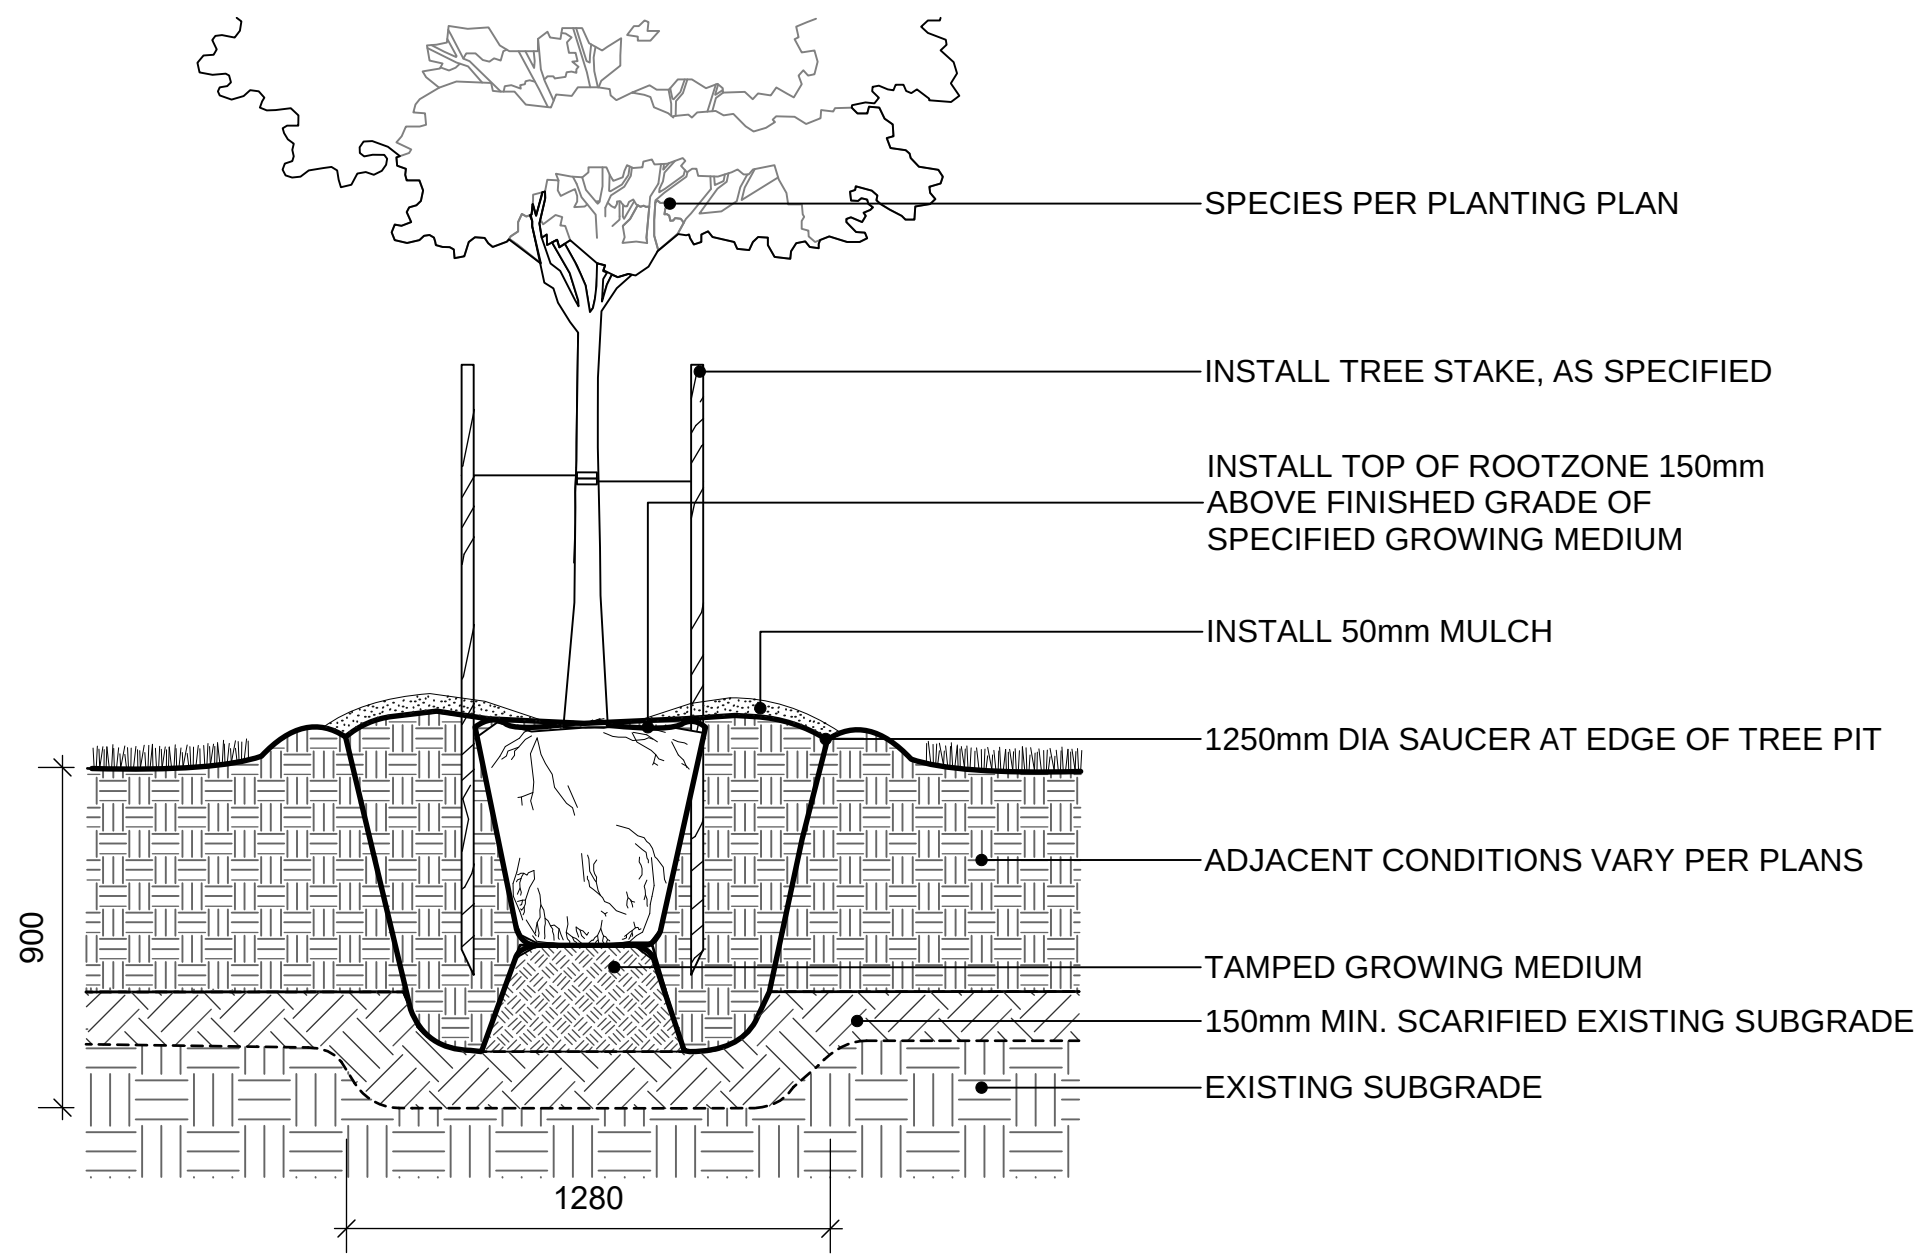 SPECIES PER PLANTING PLAN
INSTALL TREE STAKE, AS SPECIFIED
INSTALL TOP OF ROOTZONE 150mm
ABOVE FINISHED GRADE OF
SPECIFIED GROWING MEDIUM
INSTALL 50mm MULCH
1250mm DIA SAUCER AT EDGE OF TREE PIT
ADJACENT CONDITIONS VARY PER PLANS
900
TAMPED GROWING MEDIUM
150mm MIN. SCARIFIED EXISTING SUBGRADE
EXISTING SUBGRADE
1280